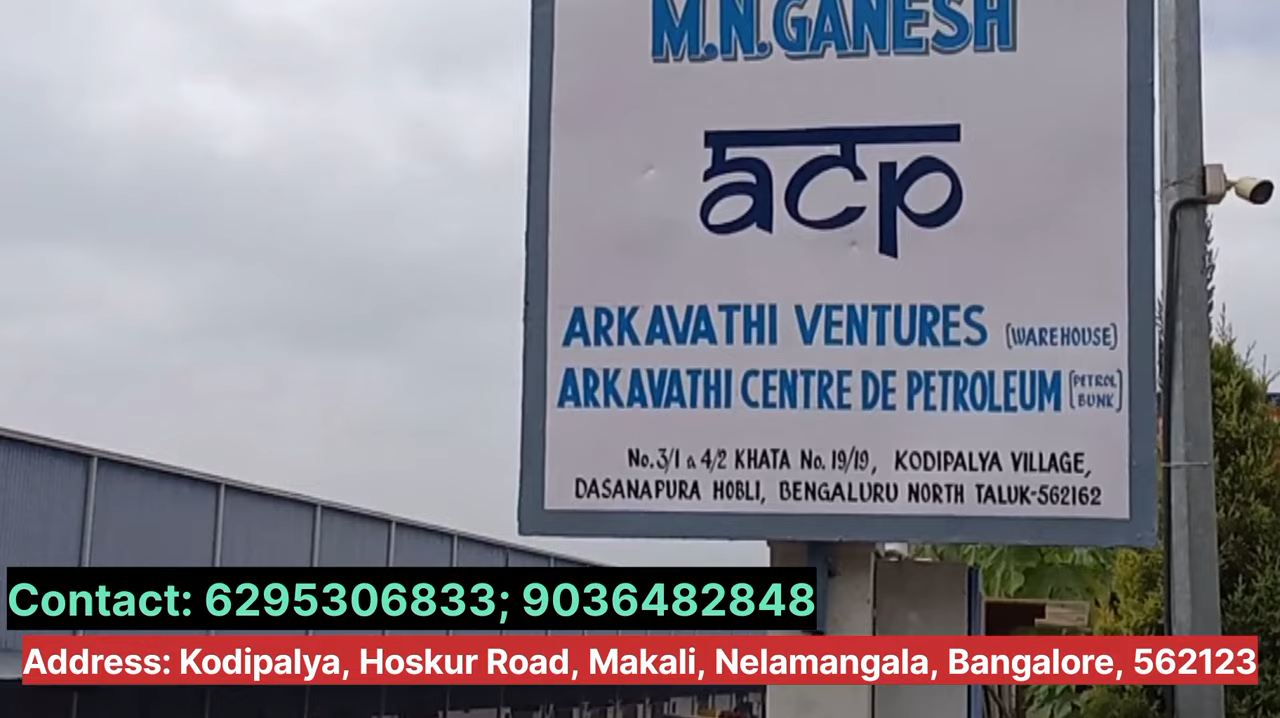 M.N. GANESH
acp
ARKAVATHI VENTURES (WAREHOUSE)
ARKAVATHI CENTRE DE PETROLEUM [PETROL BUNK]
No. 3/1 & 4/2 KHATA No. 19/19, KODIPALYA VILLAGE,
DASANAPURA HOBLI, BENGALURU NORTH TALUK-562162
Contact: 6295306833; 9036482848
Address: Kodipalya, Hoskur Road, Makali, Nelamangala, Bangalore, 562123